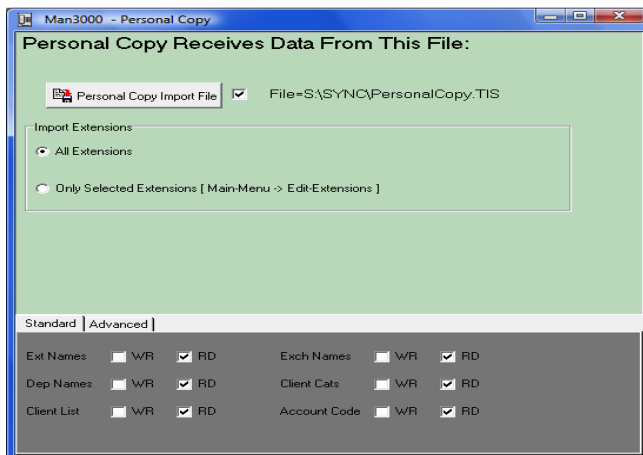 Man3000 - Personal Copy
Personal Copy Receives Data From This File:
Personal Copy Import File File=S:\SYNC\PersonalCopy.TIS
Import Extensions
All Extensions
Only Selected Extensions [ Main-Menu -> Edit-Extensions ]
Standard Advanced
Ext Names WR RD Exch Names WR RD
Dep Names WR RD Client Cats WR RD
Client List WR RD Account Code WR RD